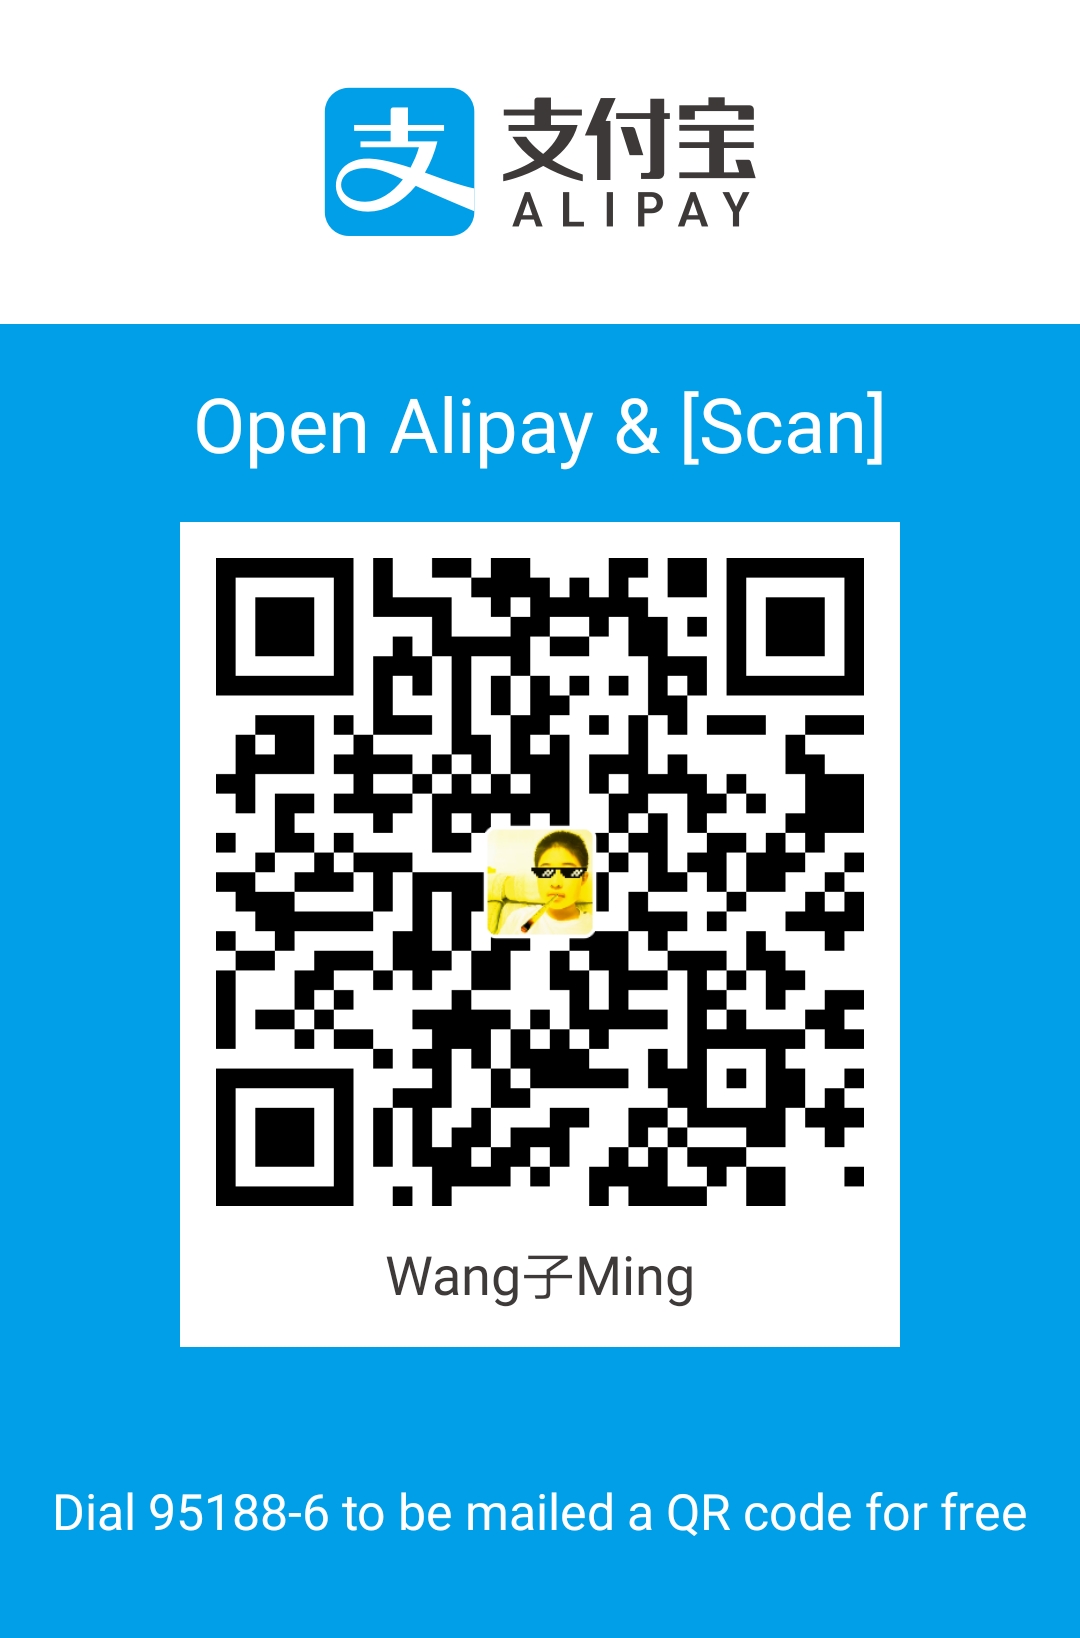 支付宝
ALIPAY
Open Alipay & [Scan]
Wang子Ming
Dial 95188-6 to be mailed a QR code for free